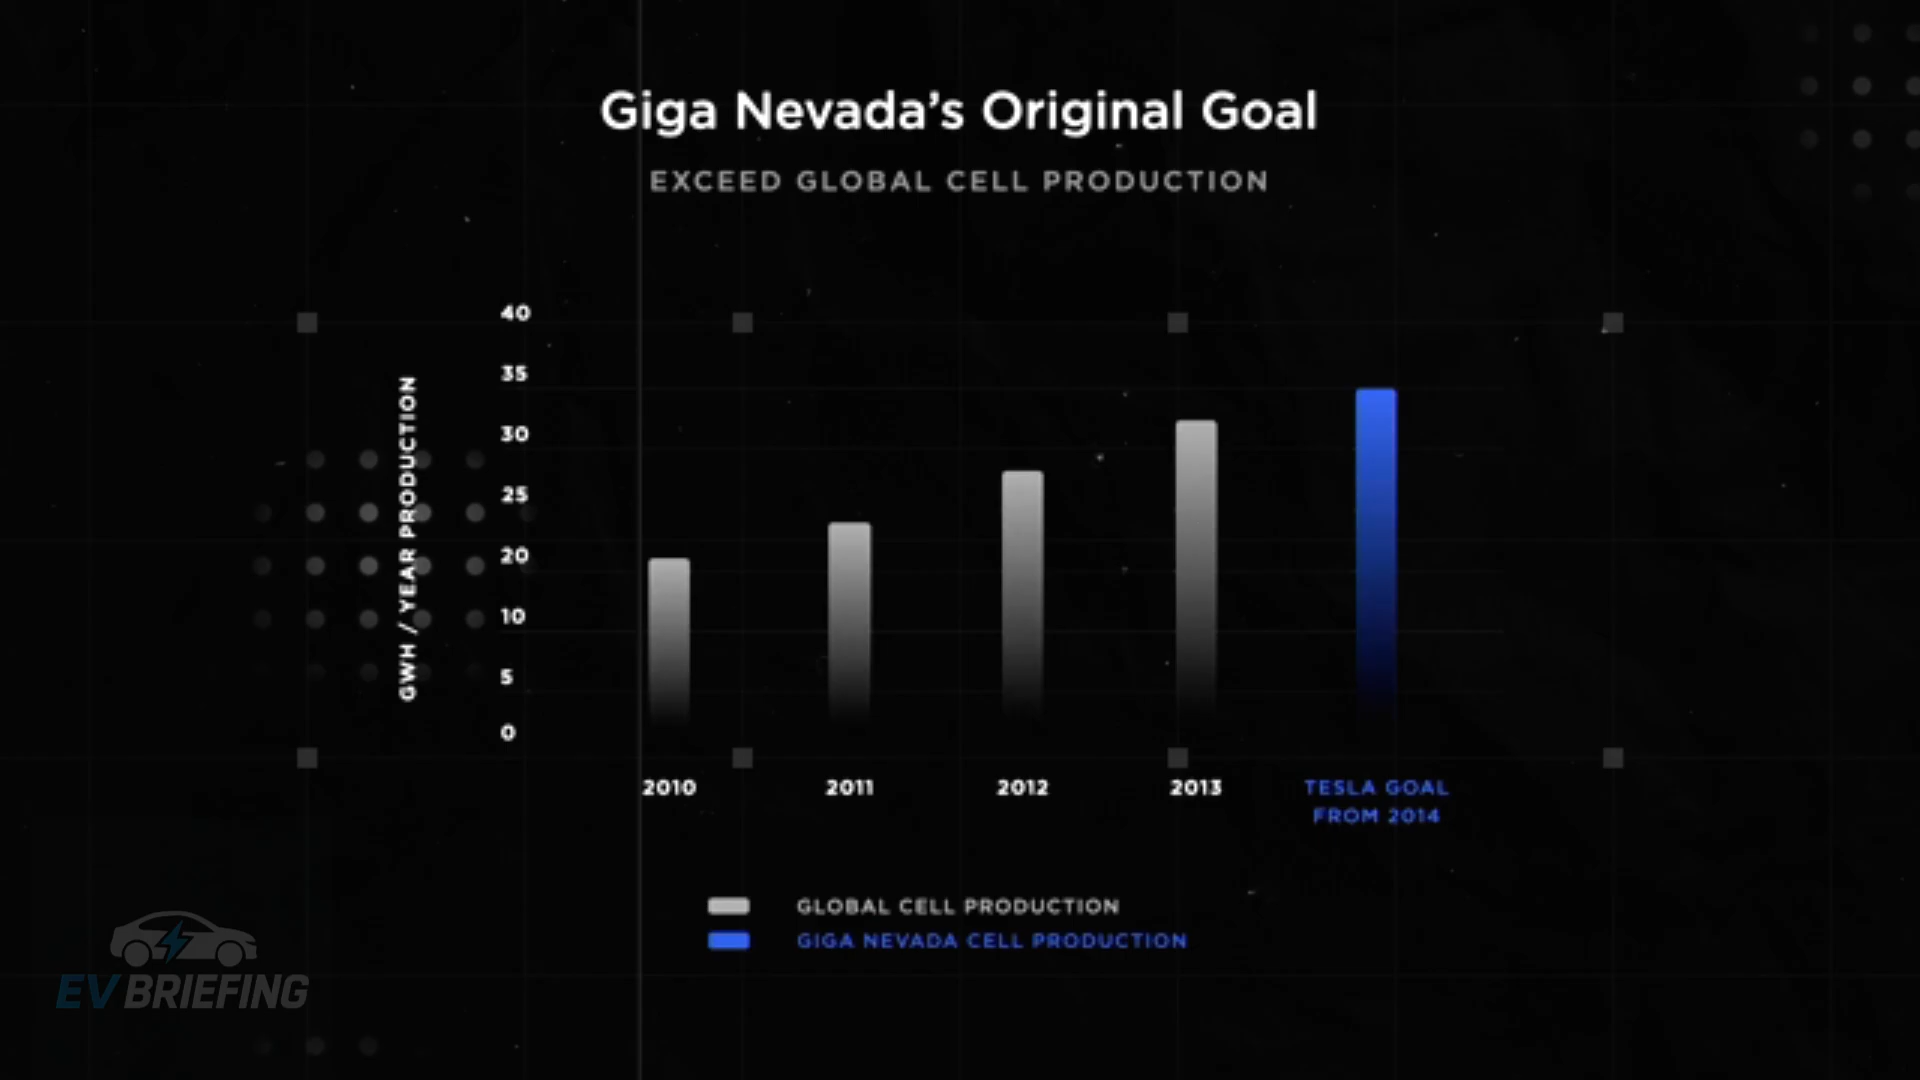 Giga Nevada’s Original Goal
EXCEED GLOBAL CELL PRODUCTION
GWH / YEAR PRODUCTION
40
35
30
25
20
10
5
0
2010
2011
2012
2013
TESLA GOAL
FROM 2014
GLOBAL CELL PRODUCTION
GIGA NEVADA CELL PRODUCTION
EV BRIEFING